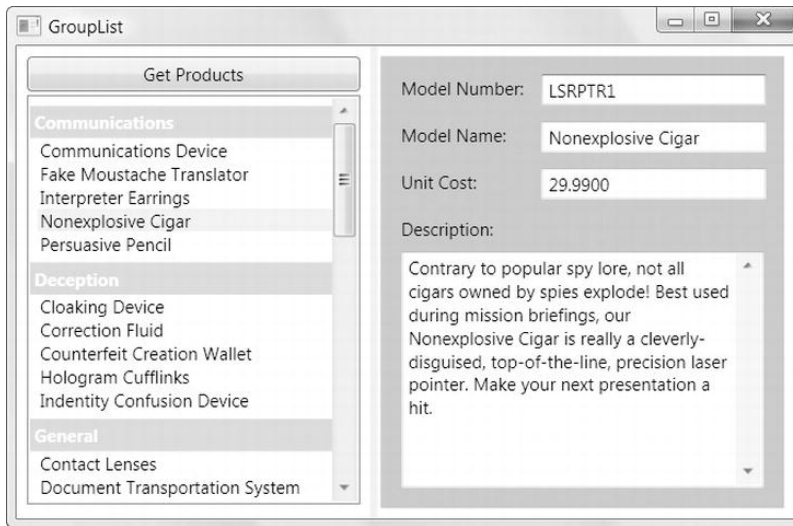 GroupList
Get Products
Communications
Communications Device
Fake Moustache Translator
Interpreter Earrings
Nonexplosive Cigar
Persuasive Pencil
Deception
Cloaking Device
Correction Fluid
Counterfeit Creation Wallet
Hologram Cufflinks
Indentity Confusion Device
General
Contact Lenses
Document Transportation System
Model Number: LSRPTR1
Model Name: Nonexplosive Cigar
Unit Cost: 29.9900
Description:
Contrary to popular spy lore, not all
cigars owned by spies explode! Best used
during mission briefings, our
Nonexplosive Cigar is really a cleverly-
disguised, top-of-the-line, precision laser
pointer. Make your next presentation a
hit.